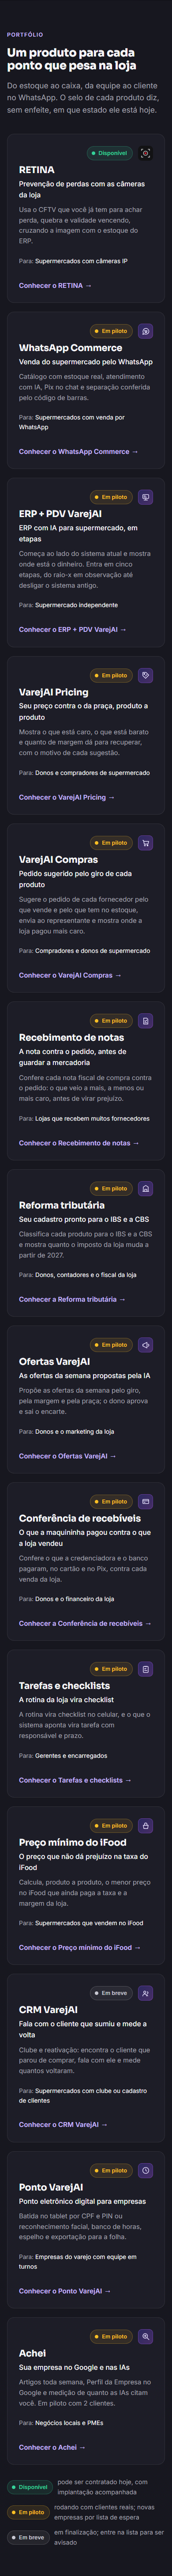 PORTFÓLIO
Um produto para cada
ponto que pesa na loja
Do estoque ao caixa, da equipe ao cliente
no WhatsApp. O selo de cada produto diz,
sem enfeite, em que estado ele está hoje.
Disponível
RETINA
Prevenção de perdas com as câmeras
da loja
Usa o CFTV que você já tem para achar
perda, quebra e validade vencendo,
cruzando a imagem com o estoque do
ERP.
Para: Supermercados com câmeras IP
Conhecer o RETINA →
Em piloto
WhatsApp Commerce
Venda do supermercado pelo WhatsApp
Catálogo com estoque real, atendimento
com IA, Pix no chat e separação conferida
pelo código de barras.
Para: Supermercados com venda por
WhatsApp
Conhecer o WhatsApp Commerce →
Em piloto
ERP + PDV VarejAI
ERP com IA para supermercado, em
etapas
Começa ao lado do sistema atual e mostra
onde está o dinheiro. Entra em cinco
etapas, do raio-x em observação até
desligar o sistema antigo.
Para: Supermercado independente
Conhecer o ERP + PDV VarejAI →
Em piloto
VarejAI Pricing
Seu preço contra o da praça, produto a
produto
Mostra o que está caro, o que está barato
e quanto de margem dá para recuperar,
com o motivo de cada sugestão.
Para: Donos e compradores de supermercado
Conhecer o VarejAI Pricing →
Em piloto
VarejAI Compras
Pedido sugerido pelo giro de cada
produto
Sugere o pedido de cada fornecedor pelo
que vende e pelo que tem no estoque,
envia ao representante e mostra onde a
loja pagou mais caro.
Para: Compradores e donos de supermercado
Conhecer o VarejAI Compras →
Em piloto
Recebimento de notas
A nota contra o pedido, antes de
guardar a mercadoria
Confere cada nota fiscal de compra contra
o pedido: o que veio a mais, a menos ou
mais caro, antes de virar prejuízo.
Para: Lojas que recebem muitos fornecedores
Conhecer o Recebimento de notas →
Em piloto
Reforma tributária
Seu cadastro pronto para o IBS e a CBS
Classifica cada produto para o IBS e a CBS
e mostra quanto o imposto da loja muda a
partir de 2027.
Para: Donos, contadores e o fiscal da loja
Conhecer a Reforma tributária →
Em piloto
Ofertas VarejAI
As ofertas da semana propostas pela IA
Propõe as ofertas da semana pelo giro,
pela margem e pela praça; o dono aprova
e sai o encarte.
Para: Donos e o marketing da loja
Conhecer o Ofertas VarejAI →
Em piloto
Conferência de recebíveis
O que a maquininha pagou contra o que
a loja vendeu
Confere o que a credenciadora e o banco
pagaram, no cartão e no Pix, contra cada
venda da loja.
Para: Donos e o financeiro da loja
Conhecer a Conferência de recebíveis →
Em piloto
Tarefas e checklists
A rotina da loja vira checklist
A rotina vira checklist no celular, e o que o
sistema aponta vira tarefa com
responsável e prazo.
Para: Gerentes e encarregados
Conhecer o Tarefas e checklists →
Em piloto
Preço mínimo do iFood
O preço que não dá prejuízo na taxa do
iFood
Calcula, produto a produto, o menor preço
no iFood que ainda paga a taxa e a
margem da loja.
Para: Supermercados que vendem no iFood
Conhecer o Preço mínimo do iFood →
Em breve
CRM VarejAI
Fala com o cliente que sumiu e mede a
volta
Clube e reativação: encontra o cliente que
parou de comprar, fala com ele e mede
quantos voltaram.
Para: Supermercados com clube ou cadastro
de clientes
Conhecer o CRM VarejAI →
Em piloto
Ponto VarejAI
Ponto eletrônico digital para empresas
Batida no tablet por CPF e PIN ou
reconhecimento facial, banco de horas,
espelho e exportação para a folha.
Para: Empresas do varejo com equipe em
turnos
Conhecer o Ponto VarejAI →
Em piloto
Achei
Sua empresa no Google e nas IAs
Artigos toda semana, Perfil da Empresa no
Google e medição de quanto as IAs citam
você. Em piloto com 2 clientes.
Para: Negócios locais e PMEs
Conhecer o Achei →
Disponível
pode ser contratado hoje, com
implantação acompanhada
Em piloto
rodando com clientes reais; novas
empresas por lista de espera
Em breve
em finalização; entre na lista para ser
avisado